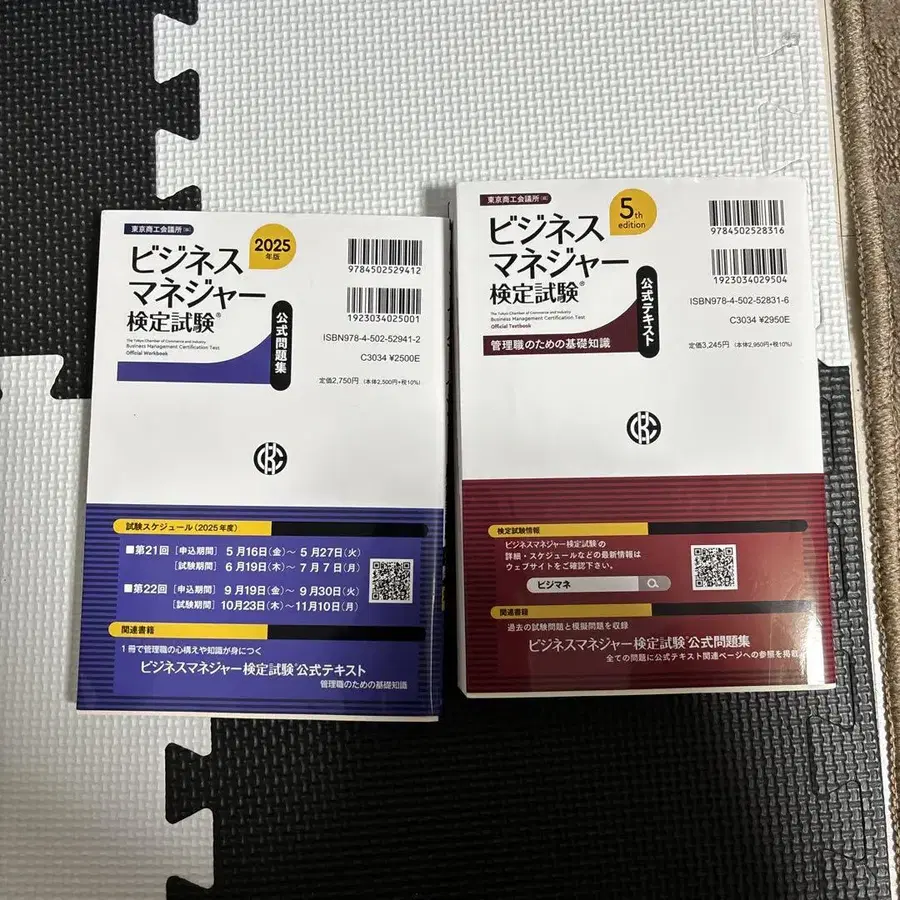 東京商工会議所 編
ビジネス
マネジャー
検定試験®
2025
年版
The Tokyo Chamber of Commerce and Industry
Business Management Certification Test
Official Workbook
公式問題集
9784502529412
1923034025001
ISBN978-4-502-52941-2
C3034 ¥2500E
定価2,750円 (本体2,500円+税10%)
試験スケジュール(2025年度)
■第21回 [申込期間] 5月16日(金)~ 5月27日(火)
[試験期間] 6月19日(木)~ 7月 7日(月)
■第22回 [申込期間] 9月19日(金)~ 9月30日(火)
[試験期間] 10月23日(木)~11月10日(月)
関連書籍
1冊で管理職の心構えや知識が身につく
ビジネスマネジャー検定試験®公式テキスト
管理職のための基礎知識
東京商工会議所 編
ビジネス
マネジャー
検定試験®
5th
edition
The Tokyo Chamber of Commerce and Industry
Business Management Certification Test
Official Textbook
管理職のための基礎知識
公式テキスト
9784502528316
1923034029504
ISBN978-4-502-52831-6
C3034 ¥2950E
定価3,245円 (本体2,950円+税10%)
検定試験情報
ビジネスマネジャー検定試験®の
詳細・スケジュールなどの最新情報は
ウェブサイトをご確認下さい。
ビジマネ
関連書籍
過去の試験問題と模擬問題を収録
ビジネスマネジャー検定試験®公式問題集
全ての問題に公式テキスト関連ページへの参照を掲載